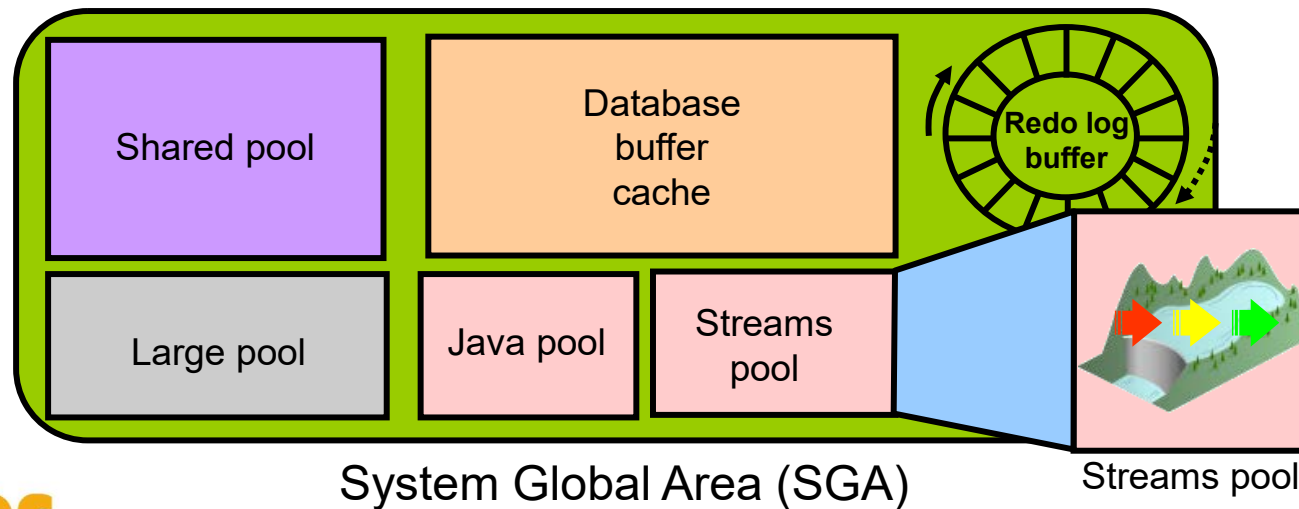 Shared pool
Database
buffer
cache
Redo log
buffer
Large pool
Java pool
Streams
pool
System Global Area (SGA)
Streams pool